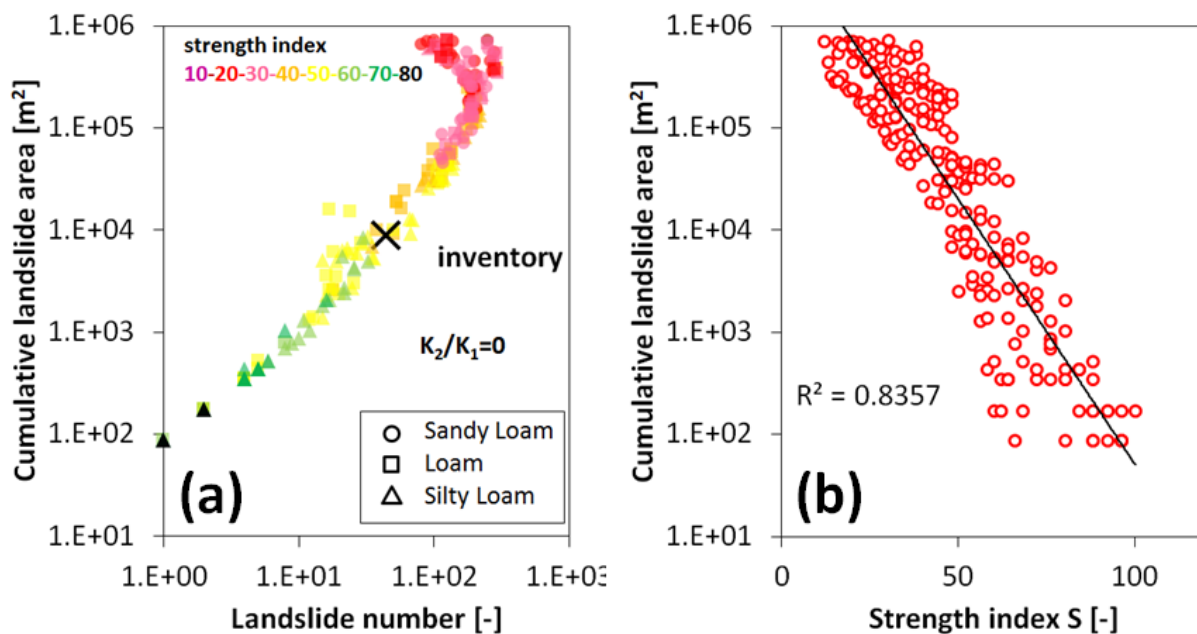 1.E+06
1.E+05
1.E+04
1.E+03
1.E+02
1.E+01
Cumulative landslide area [m²]
strength index
10-20-30-40-50-60-70-80
inventory
K₂/K₁=0
Sandy Loam
Loam
Silty Loam
(a)
1.E+00
1.E+01
1.E+02
1.E+03
Landslide number [-]
1.E+06
1.E+05
1.E+04
1.E+03
1.E+02
1.E+01
Cumulative landslide area [m²]
R² = 0.8357
(b)
0
50
100
Strength index S [-]